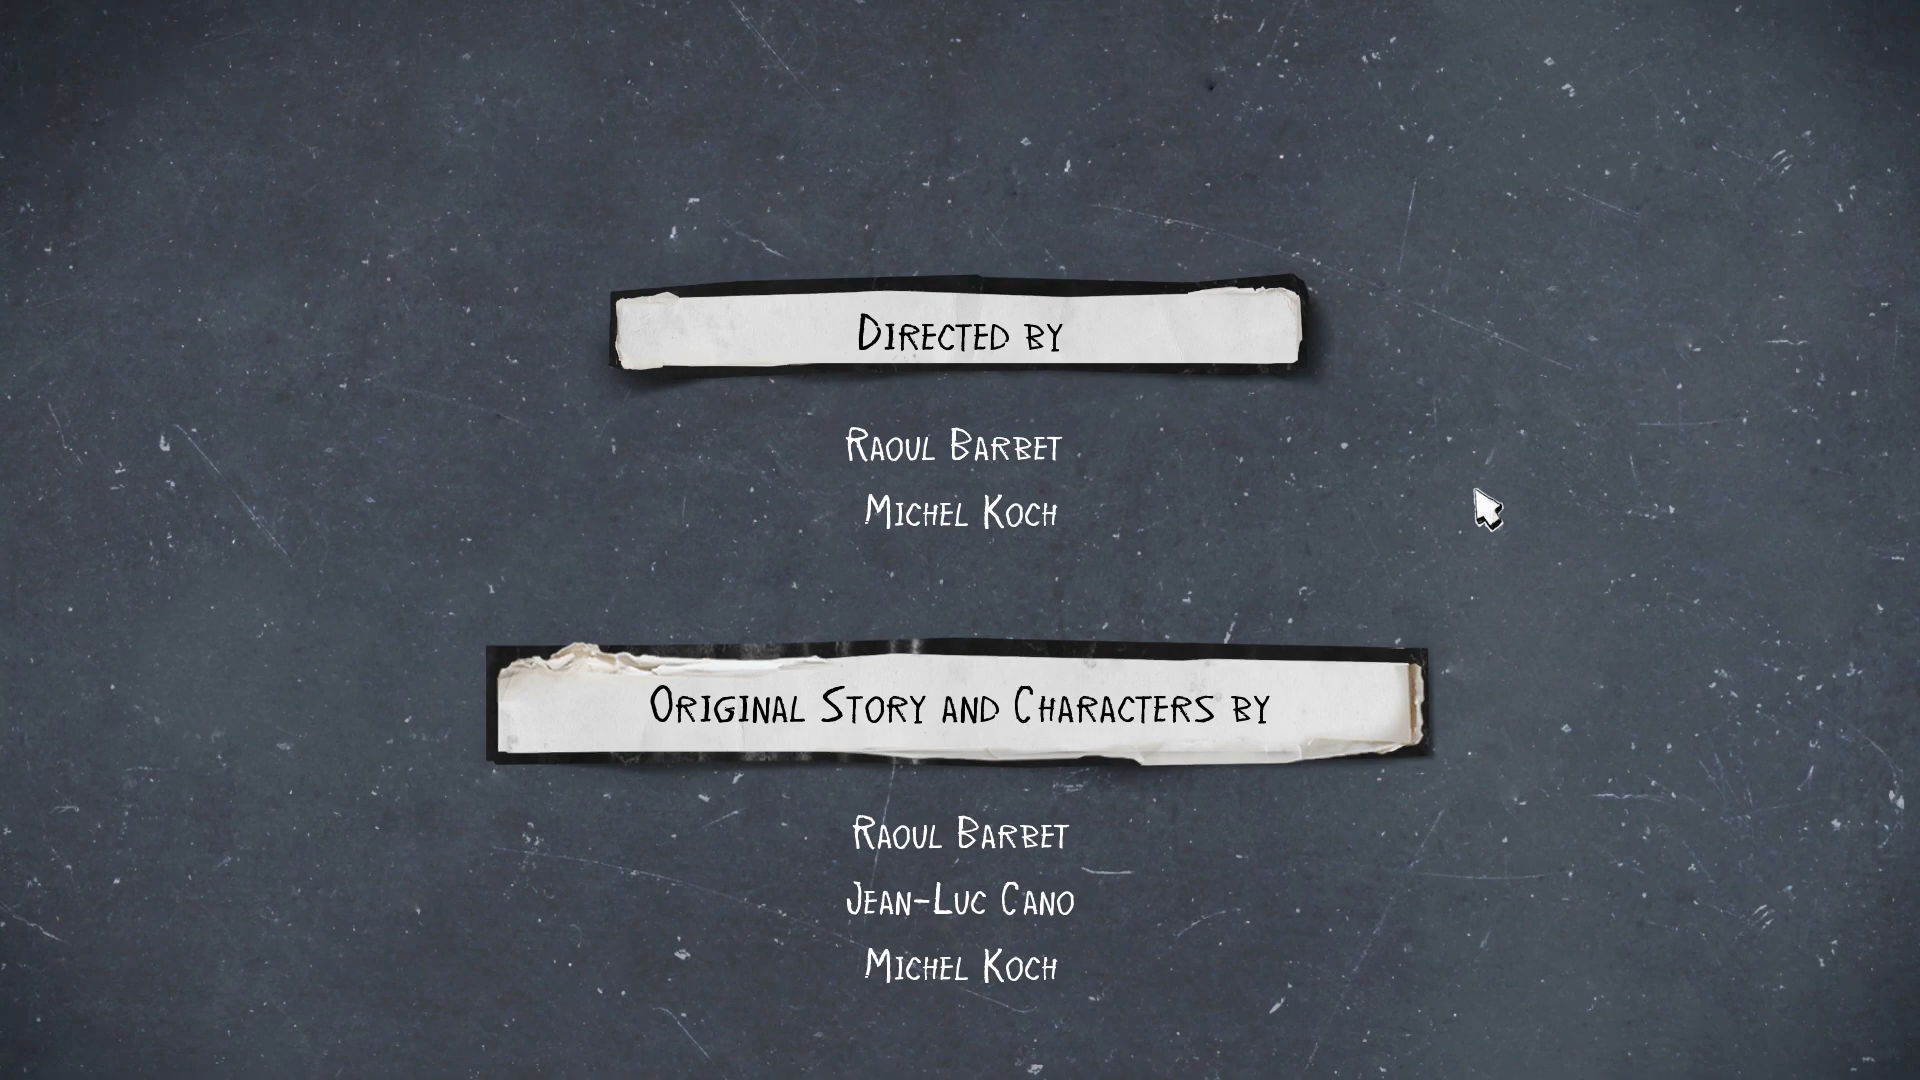 Directed by
Raoul Barbet
Michel Koch
Original Story and Characters by
Raoul Barbet
Jean-Luc Cano
Michel Koch